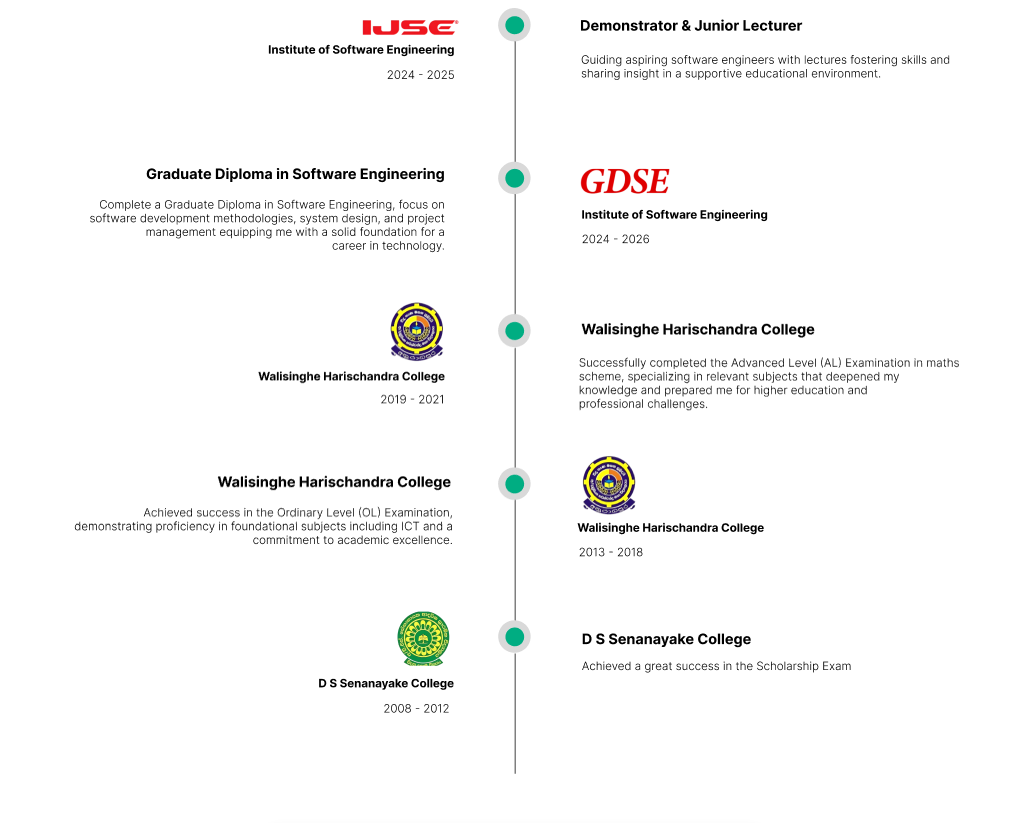 IJSE
Institute of Software Engineering
2024 - 2025
Demonstrator & Junior Lecturer
Guiding aspiring software engineers with lectures fostering skills and
sharing insight in a supportive educational environment.
Graduate Diploma in Software Engineering
Complete a Graduate Diploma in Software Engineering, focus on
software development methodologies, system design, and project
management equipping me with a solid foundation for a
career in technology.
GDSE
Institute of Software Engineering
2024 - 2026
Walisinghe Harischandra College
2019 - 2021
Walisinghe Harischandra College
Successfully completed the Advanced Level (AL) Examination in maths
scheme, specializing in relevant subjects that deepened my
knowledge and prepared me for higher education and
professional challenges.
Walisinghe Harischandra College
Achieved success in the Ordinary Level (OL) Examination,
demonstrating proficiency in foundational subjects including ICT and a
commitment to academic excellence.
Walisinghe Harischandra College
2013 - 2018
D S Senanayake College
2008 - 2012
D S Senanayake College
Achieved a great success in the Scholarship Exam